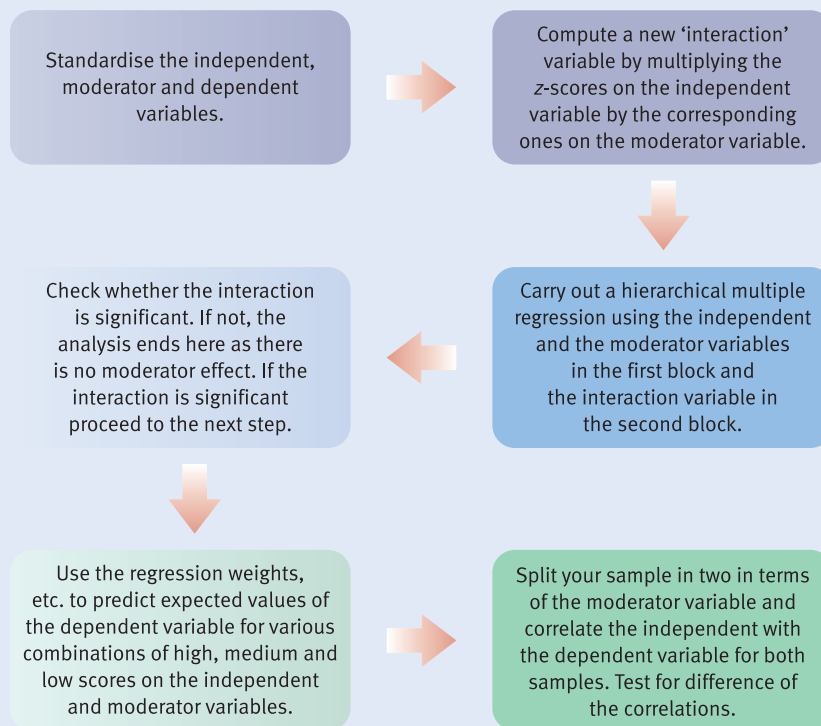 Standardise the independent,
moderator and dependent
variables.
Compute a new ‘interaction’
variable by multiplying the
z-scores on the independent
variable by the corresponding
ones on the moderator variable.
Carry out a hierarchical multiple
regression using the independent
and the moderator variables
in the first block and
the interaction variable in
the second block.
Check whether the interaction
is significant. If not, the
analysis ends here as there
is no moderator effect. If the
interaction is significant
proceed to the next step.
Use the regression weights,
etc. to predict expected values of
the dependent variable for various
combinations of high, medium and
low scores on the independent
and moderator variables.
Split your sample in two in terms
of the moderator variable and
correlate the independent with
the dependent variable for both
samples. Test for difference of
the correlations.